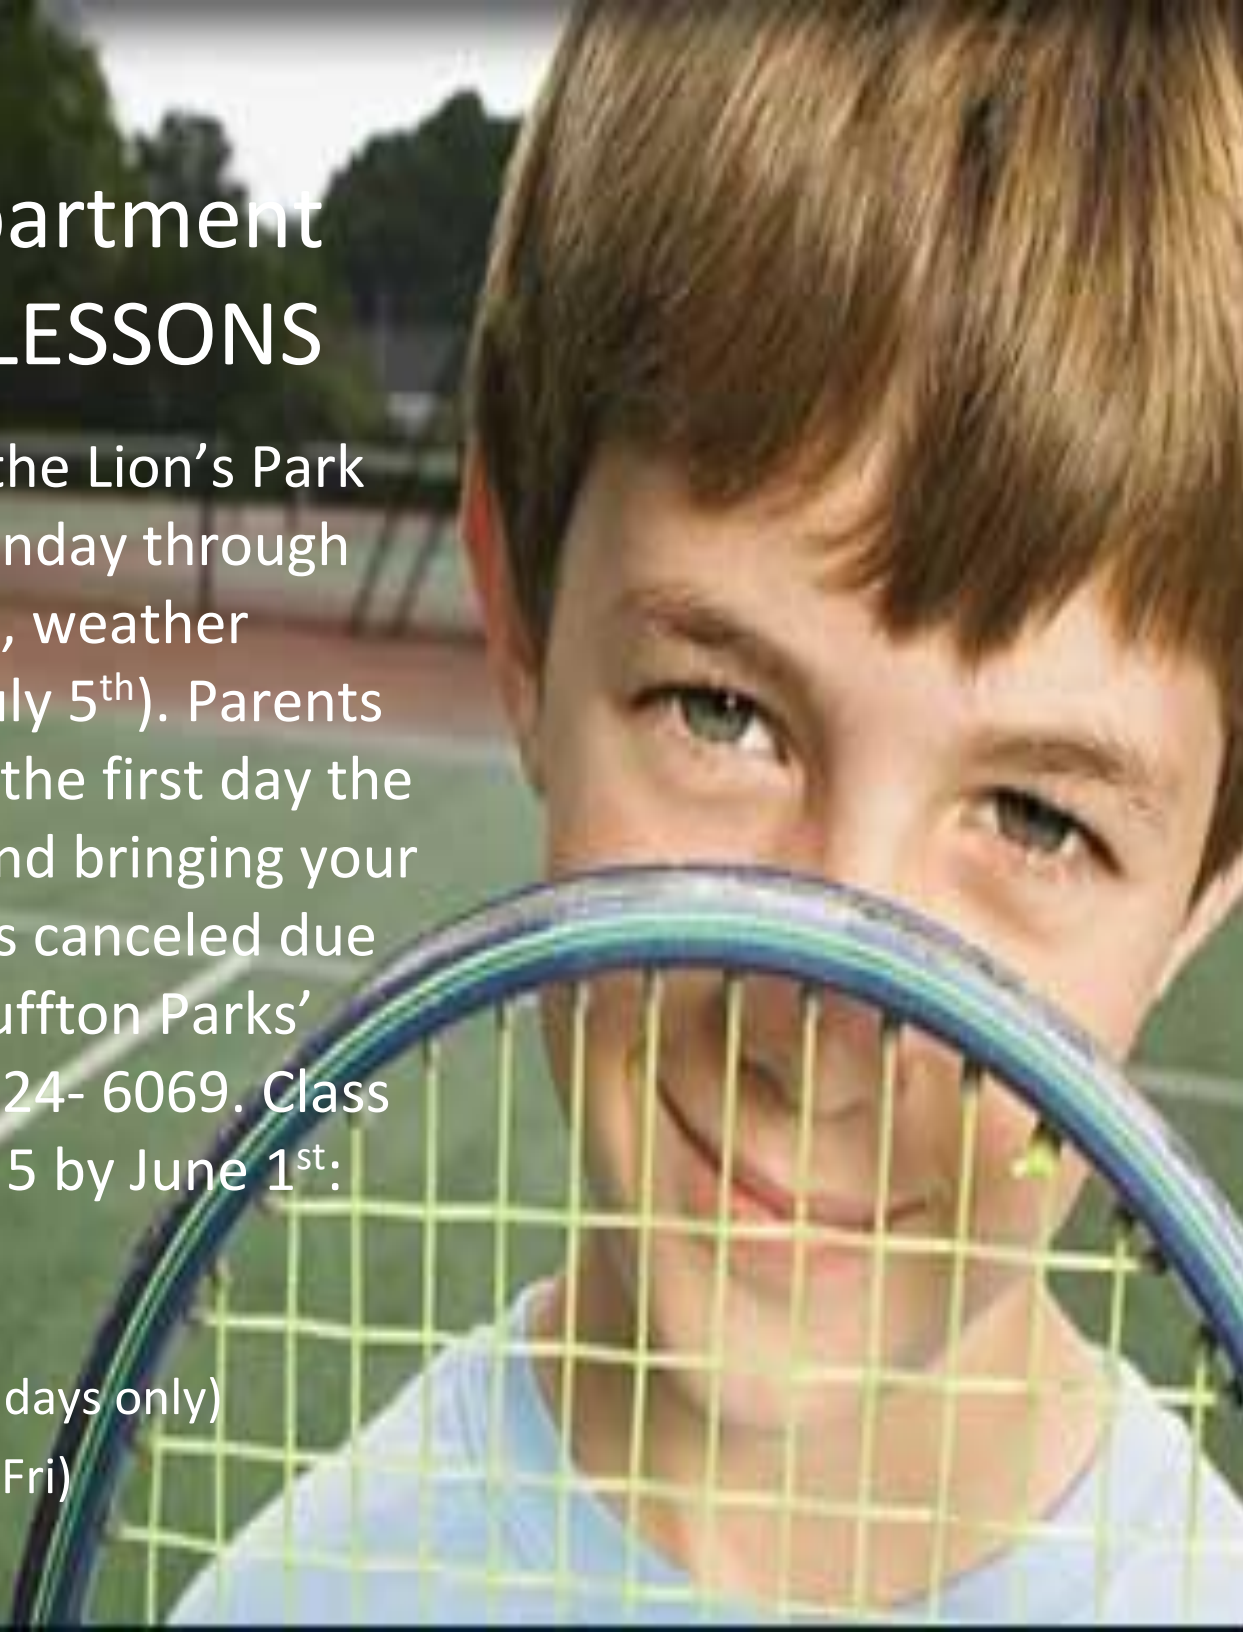 partment
LESSONS
the Lion's Park
nday through
, weather
uly 5th). Parents
the first day the
nd bringing your
s canceled due
uffton Parks'
24- 6069. Class
5 by June 1st:
days only)
Fri)